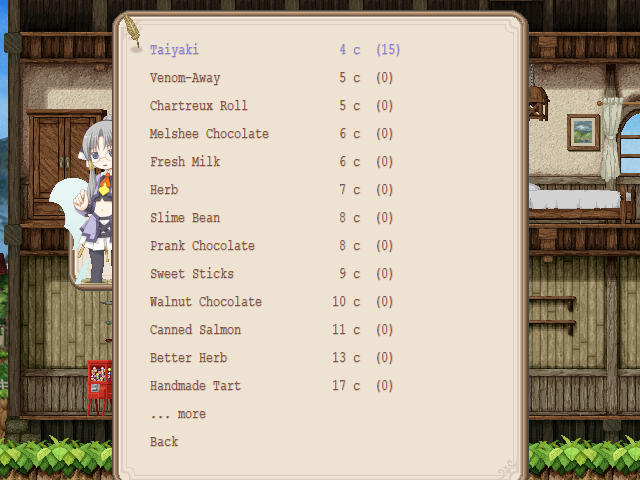 Taiyaki 4 c (15)
Venom-Away 5 c (0)
Chartreux Roll 5 c (0)
Melshee Chocolate 6 c (0)
Fresh Milk 6 c (0)
Herb 7 c (0)
Slime Bean 8 c (0)
Prank Chocolate 8 c (0)
Sweet Sticks 9 c (0)
Walnut Chocolate 10 c (0)
Canned Salmon 11 c (0)
Better Herb 13 c (0)
Handmade Tart 17 c (0)
... more
Back